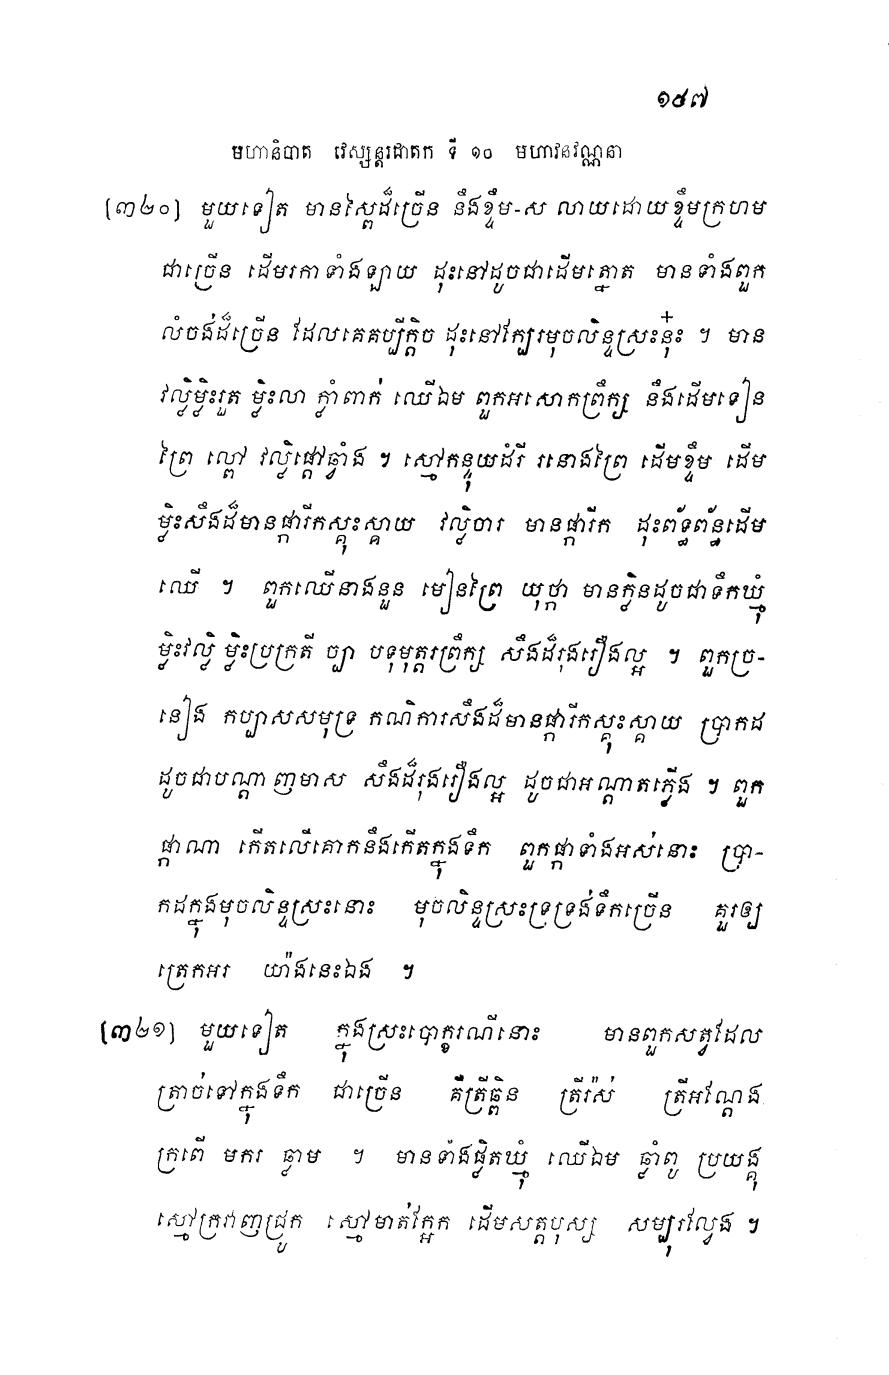 ១៥៧
មហានិបាត វេស្សន្តរជាតក ទី ១០ មហាវនវណ្ណនា
[៣២០] មួយទៀត មានស្ពៃដ៏ច្រើន នឹងខ្ទឹម-ស លាយដោយខ្ទឹមក្រហម
ជាច្រើន ដើមរកាទាំងឡាយ ដុះនៅដូចជាដើមត្នោត មានទាំងពួក
លំចង់ដ៏ច្រើន ដែលគេគប្បីក្តិច ដុះនៅក្បែរមុចលិន្ទស្រះនុ៎ះ ។ មាន
វល្លិម្លិះរួត ម្លិះលា ក្លាំពាក់ ឈើឯម ពួកអសោកព្រឹក្ស នឹងដើមទៀន
ព្រៃ ល្ពៅ វល្លិផ្តៅធ្វាំង ។ ស្មៅកន្ទុយដំរី រនោងព្រៃ ដើមខ្ទឹម ដើម
ម្លិះសឹងដ៏មានផ្ការីកស្គុះស្គាយ វល្លិចារ មានផ្ការីក ដុះព័ទ្ធព័ន្ធដើម
ឈើ ។ ពួកឈើនាងនួន មៀនព្រៃ យុថ្កា មានក្លិនដូចជាទឹកឃ្មុំ
ម្លិះវល្លិ ម្លិះប្រក្រតី ច្បា បទុមុត្តរព្រឹក្ស សឹងដ៏រុងរឿងល្អ ។ ពួកច្រ-
នៀង កប្បាសសមុទ្រ កណិការសឹងដ៏មានផ្ការីកស្គុះស្គាយ ប្រាកដ
ដូចជាបណ្តាញមាស សឹងដ៏រុងរឿងល្អ ដូចជាអណ្តាតភ្លើង ។ ពួក
ផ្កាណា កើតលើគោកនឹងកើតក្នុងទឹក ពួកផ្កាទាំងអស់នោះ ប្រា-
កដក្នុងមុចលិន្ទស្រះនោះ មុចលិន្ទស្រះទ្រទ្រង់ទឹកច្រើន គួរឲ្យ
ត្រេកអរ យ៉ាងនេះឯង ។
[៣២១] មួយទៀត ក្នុងស្រះបោក្ខរណីនោះ មានពួកសត្វដែល
ត្រាច់ទៅក្នុងទឹក ជាច្រើន គឺត្រីឆ្ពិន ត្រីរ៉ស់ ត្រីអណ្តែង
ក្រពើ មករ ឆ្លាម ។ មានទាំងផ្លិតឃ្មុំ ឈើឯម ធ្លាំពូ ប្រយង្គុ
ស្មៅក្រវាញជ្រូក ស្មៅមាត់ក្អែក ដើមសត្តបុស្ប សម្បុរល្វែង ។